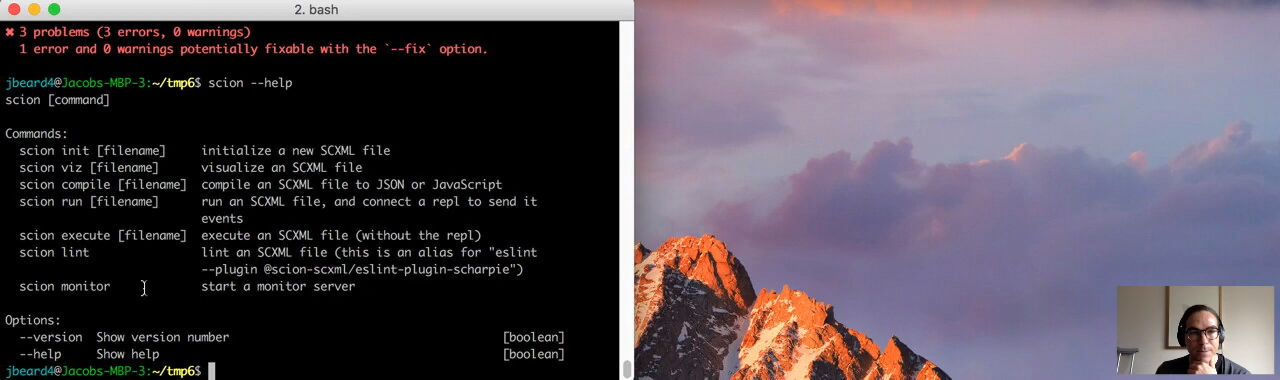 2. bash
✖ 3 problems (3 errors, 0 warnings)
1 error and 0 warnings potentially fixable with the `--fix` option.
jbeard4@Jacobs-MBP-3:~/tmp6$ scion --help
scion [command]
Commands:
scion init [filename] initialize a new SCXML file
scion viz [filename] visualize an SCXML file
scion compile [filename] compile an SCXML file to JSON or JavaScript
scion run [filename] run an SCXML file, and connect a repl to send it
events
scion execute [filename] execute an SCXML file (without the repl)
scion lint lint an SCXML file (this is an alias for "eslint
--plugin @scion-scxml/eslint-plugin-scharpie")
scion monitor start a monitor server
Options:
--version Show version number [boolean]
--help Show help [boolean]
jbeard4@Jacobs-MBP-3:~/tmp6$